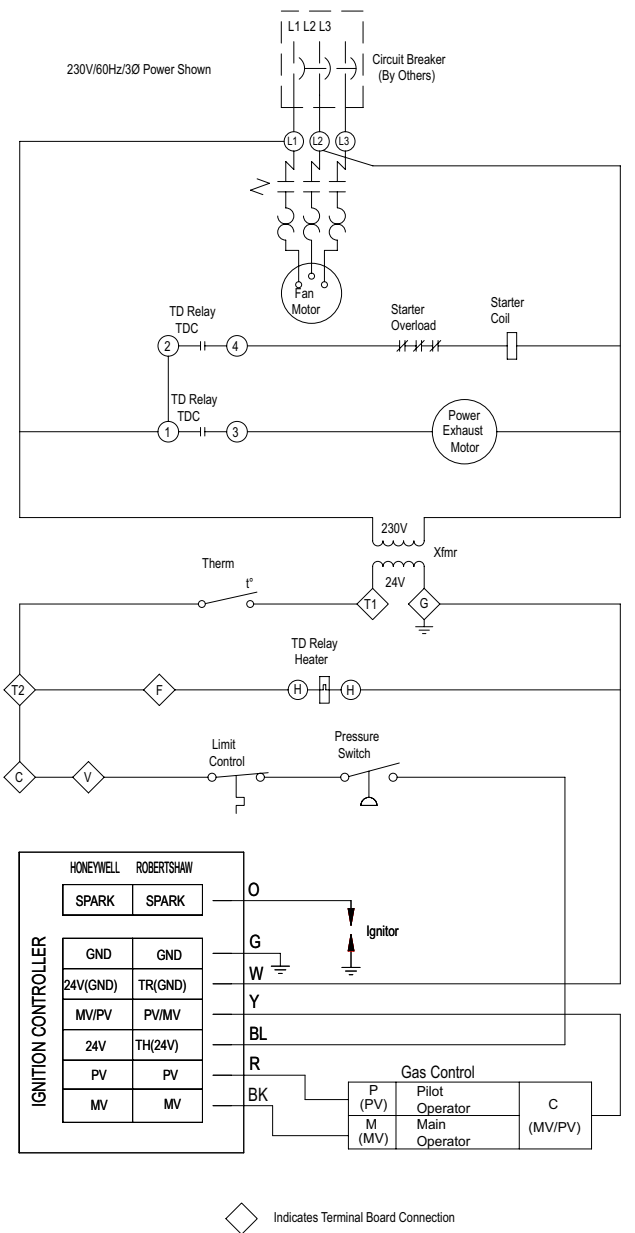 L1 L2 L3
230V/60Hz/3Ø Power Shown
Circuit Breaker
(By Others)
L1
L2
L3
Fan
Motor
TD Relay
TDC
2
4
Starter
Overload
Starter
Coil
TD Relay
TDC
1
3
Power
Exhaust
Motor
230V
Xfmr
24V
Therm
t°
T1
G
TD Relay
Heater
T2
F
H
H
Limit
Control
Pressure
Switch
C
V
IGNITION CONTROLLER
HONEYWELL ROBERTSHAW
SPARK SPARK O
Ignitor
GND GND G
24V(GND) TR(GND) W
MV/PV PV/MV Y
24V TH(24V) BL
PV PV R
MV MV BK
Gas Control
P
(PV)
Pilot
Operator
M
(MV)
Main
Operator
C
(MV/PV)
Indicates Terminal Board Connection